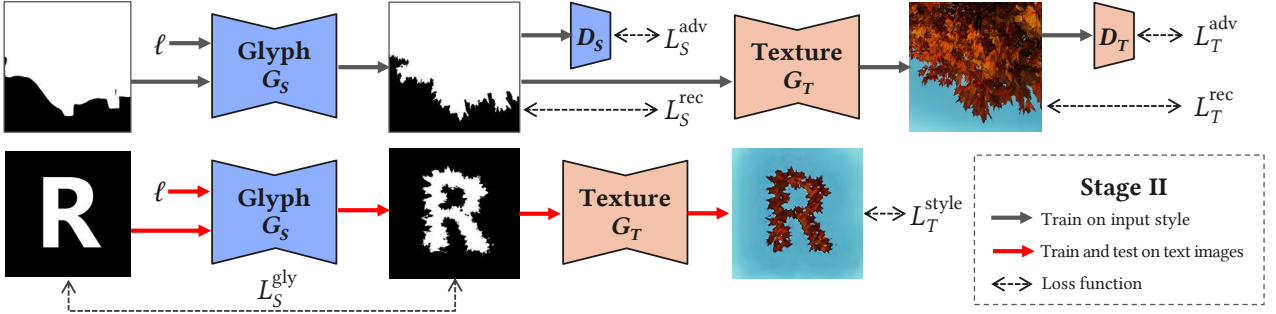 ℓ
Glyph
G_S
D_S
L_S^adv
L_S^rec
Texture
G_T
D_T
L_T^adv
L_T^rec
R
ℓ
Glyph
G_S
L_S^gly
R
Texture
G_T
R
L_T^style
Stage II
Train on input style
Train and test on text images
Loss function